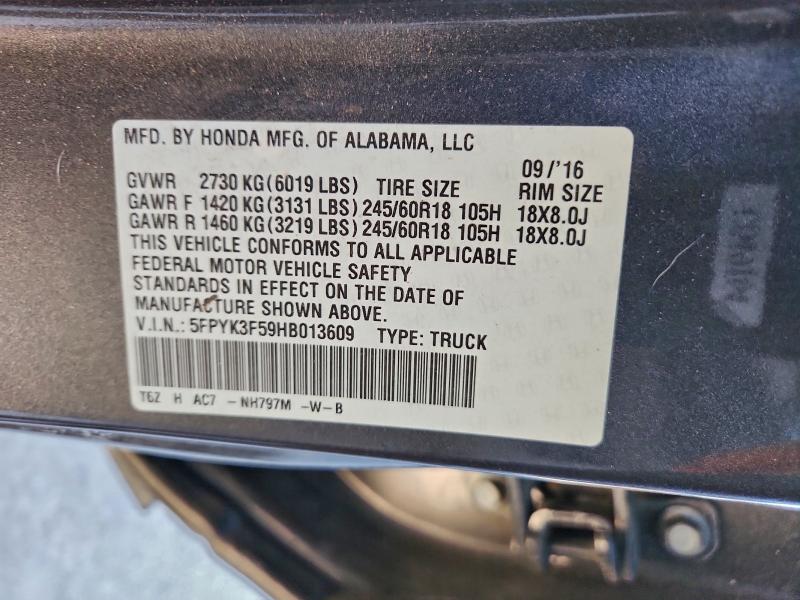 MFD. BY HONDA MFG. OF ALABAMA, LLC
09/'16
GVWR 2730 KG(6019 LBS) TIRE SIZE RIM SIZE
GAWR F 1420 KG(3131 LBS) 245/60R18 105H 18X8.0J
GAWR R 1460 KG(3219 LBS) 245/60R18 105H 18X8.0J
THIS VEHICLE CONFORMS TO ALL APPLICABLE
FEDERAL MOTOR VEHICLE SAFETY
STANDARDS IN EFFECT ON THE DATE OF
MANUFACTURE SHOWN ABOVE.
V.I.N.: 5FPYK3F59HB013609 TYPE: TRUCK
T6Z H AC7 -NH797M -W-B